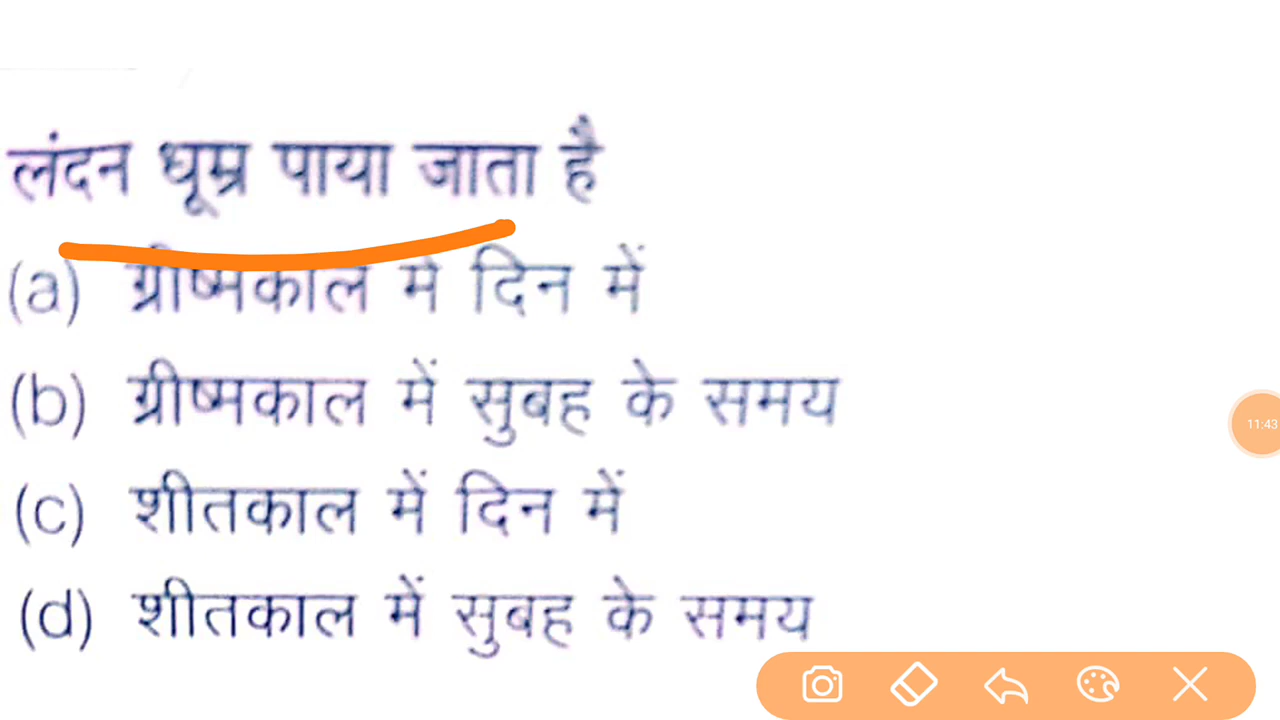 लंदन धूम्र पाया जाता है
(a) ग्रीष्मकाल में दिन में
(b) ग्रीष्मकाल में सुबह के समय
11:43
(c) शीतकाल में दिन में
(d) शीतकाल में सुबह के समय